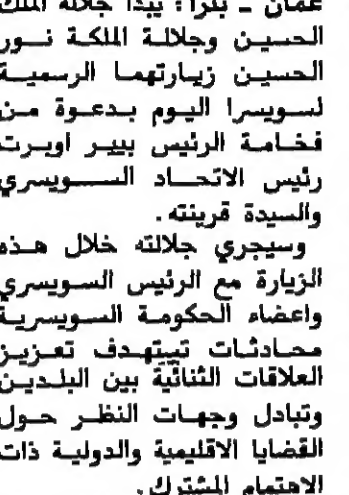 عمان ـ بترا: يبدأ جلالة الملك
الحسين وجلالة الملكة نــور
الحسين زيارتهما الرسمية
لسويسرا اليوم بدعوة من
فخامة الرئيس بيير اوبرت
رئيس الاتحاد السويسري
والسيدة قرينته.
وسيجري جلالته خلال هذه
الزيارة مع الرئيس السويسري
واعضاء الحكومة السويسرية
محادثات تستهدف تعزيز
العلاقات الثنائية بين البلدين
وتبادل وجهات النظر حول
القضايا الاقليمية والدولية ذات
الاهتمام المشترك.